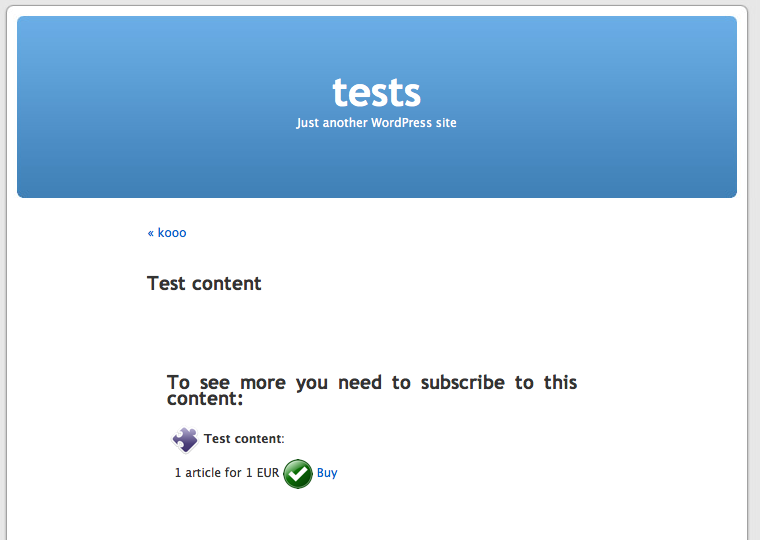 tests
Just another WordPress site
« kooo
Test content
To see more you need to subscribe to this
content:
Test content:
1 article for 1 EUR Buy